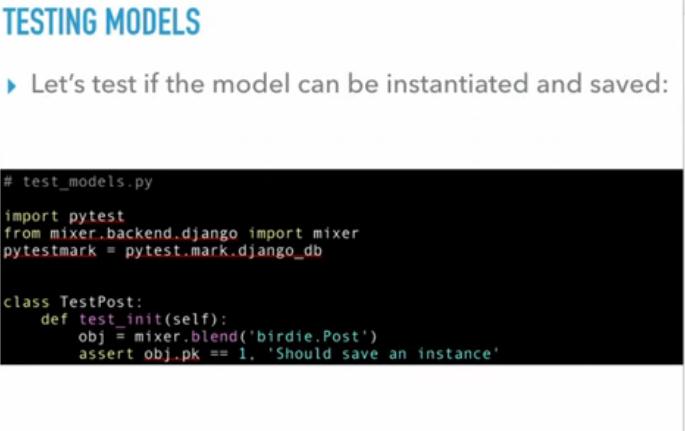 TESTING MODELS
▸ Let's test if the model can be instantiated and saved:
# test_models.py
import pytest
from mixer.backend.django import mixer
pytestmark = pytest.mark.django_db
class TestPost:
    def test_init(self):
        obj = mixer.blend('birdie.Post')
        assert obj.pk == 1, 'Should save an instance'